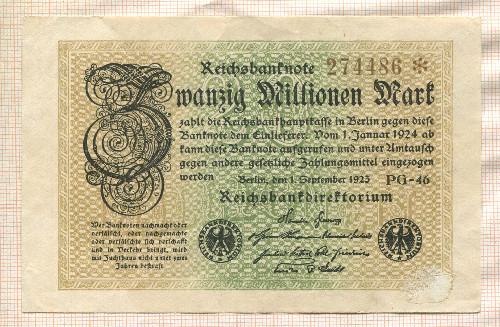 Reichsbanknote 274486 *
Zwanzig Millionen Mark
zahlt die Reichsbankhauptkasse in Berlin gegen diese
Banknote dem Einlieferer. Vom 1. Januar 1924 ab
kann diese Banknote aufgerufen und unter Umtausch
gegen andere gesetzliche Zahlungsmittel eingezogen
werden Berlin, den 1. September 1923 PG-46
Reichsbankdirektorium
Wer Banknoten nachmacht oder
verfälscht, oder nachgemachte
oder verfälschte sich verschafft
und in Verkehr bringt, wird
mit Zuchthaus nicht unter zwei
Jahren bestraft